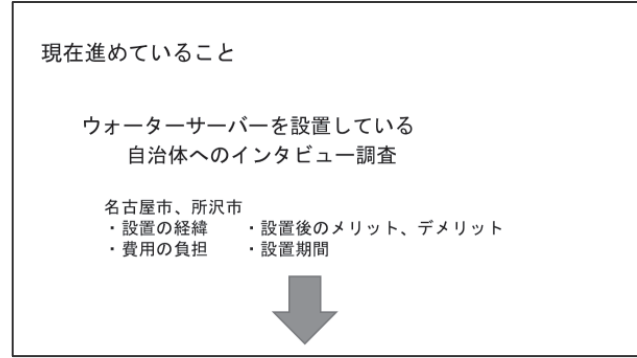 現在進めていること
ウォーターサーバーを設置している
自治体へのインタビュー調査
名古屋市、所沢市
・設置の経緯　・設置後のメリット、デメリット
・費用の負担　・設置期間